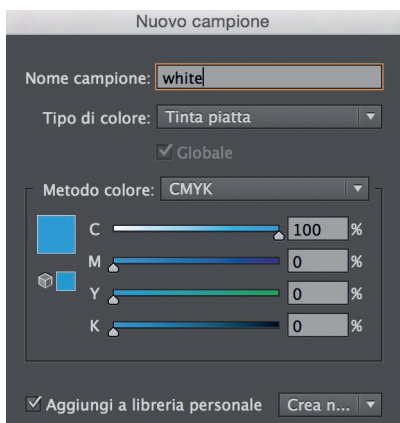 Nuovo campione
Nome campione: white
Tipo di colore: Tinta piatta
Globale
Metodo colore: CMYK
C 100 %
M 0 %
Y 0 %
K 0 %
Aggiungi a libreria personale Crea n...